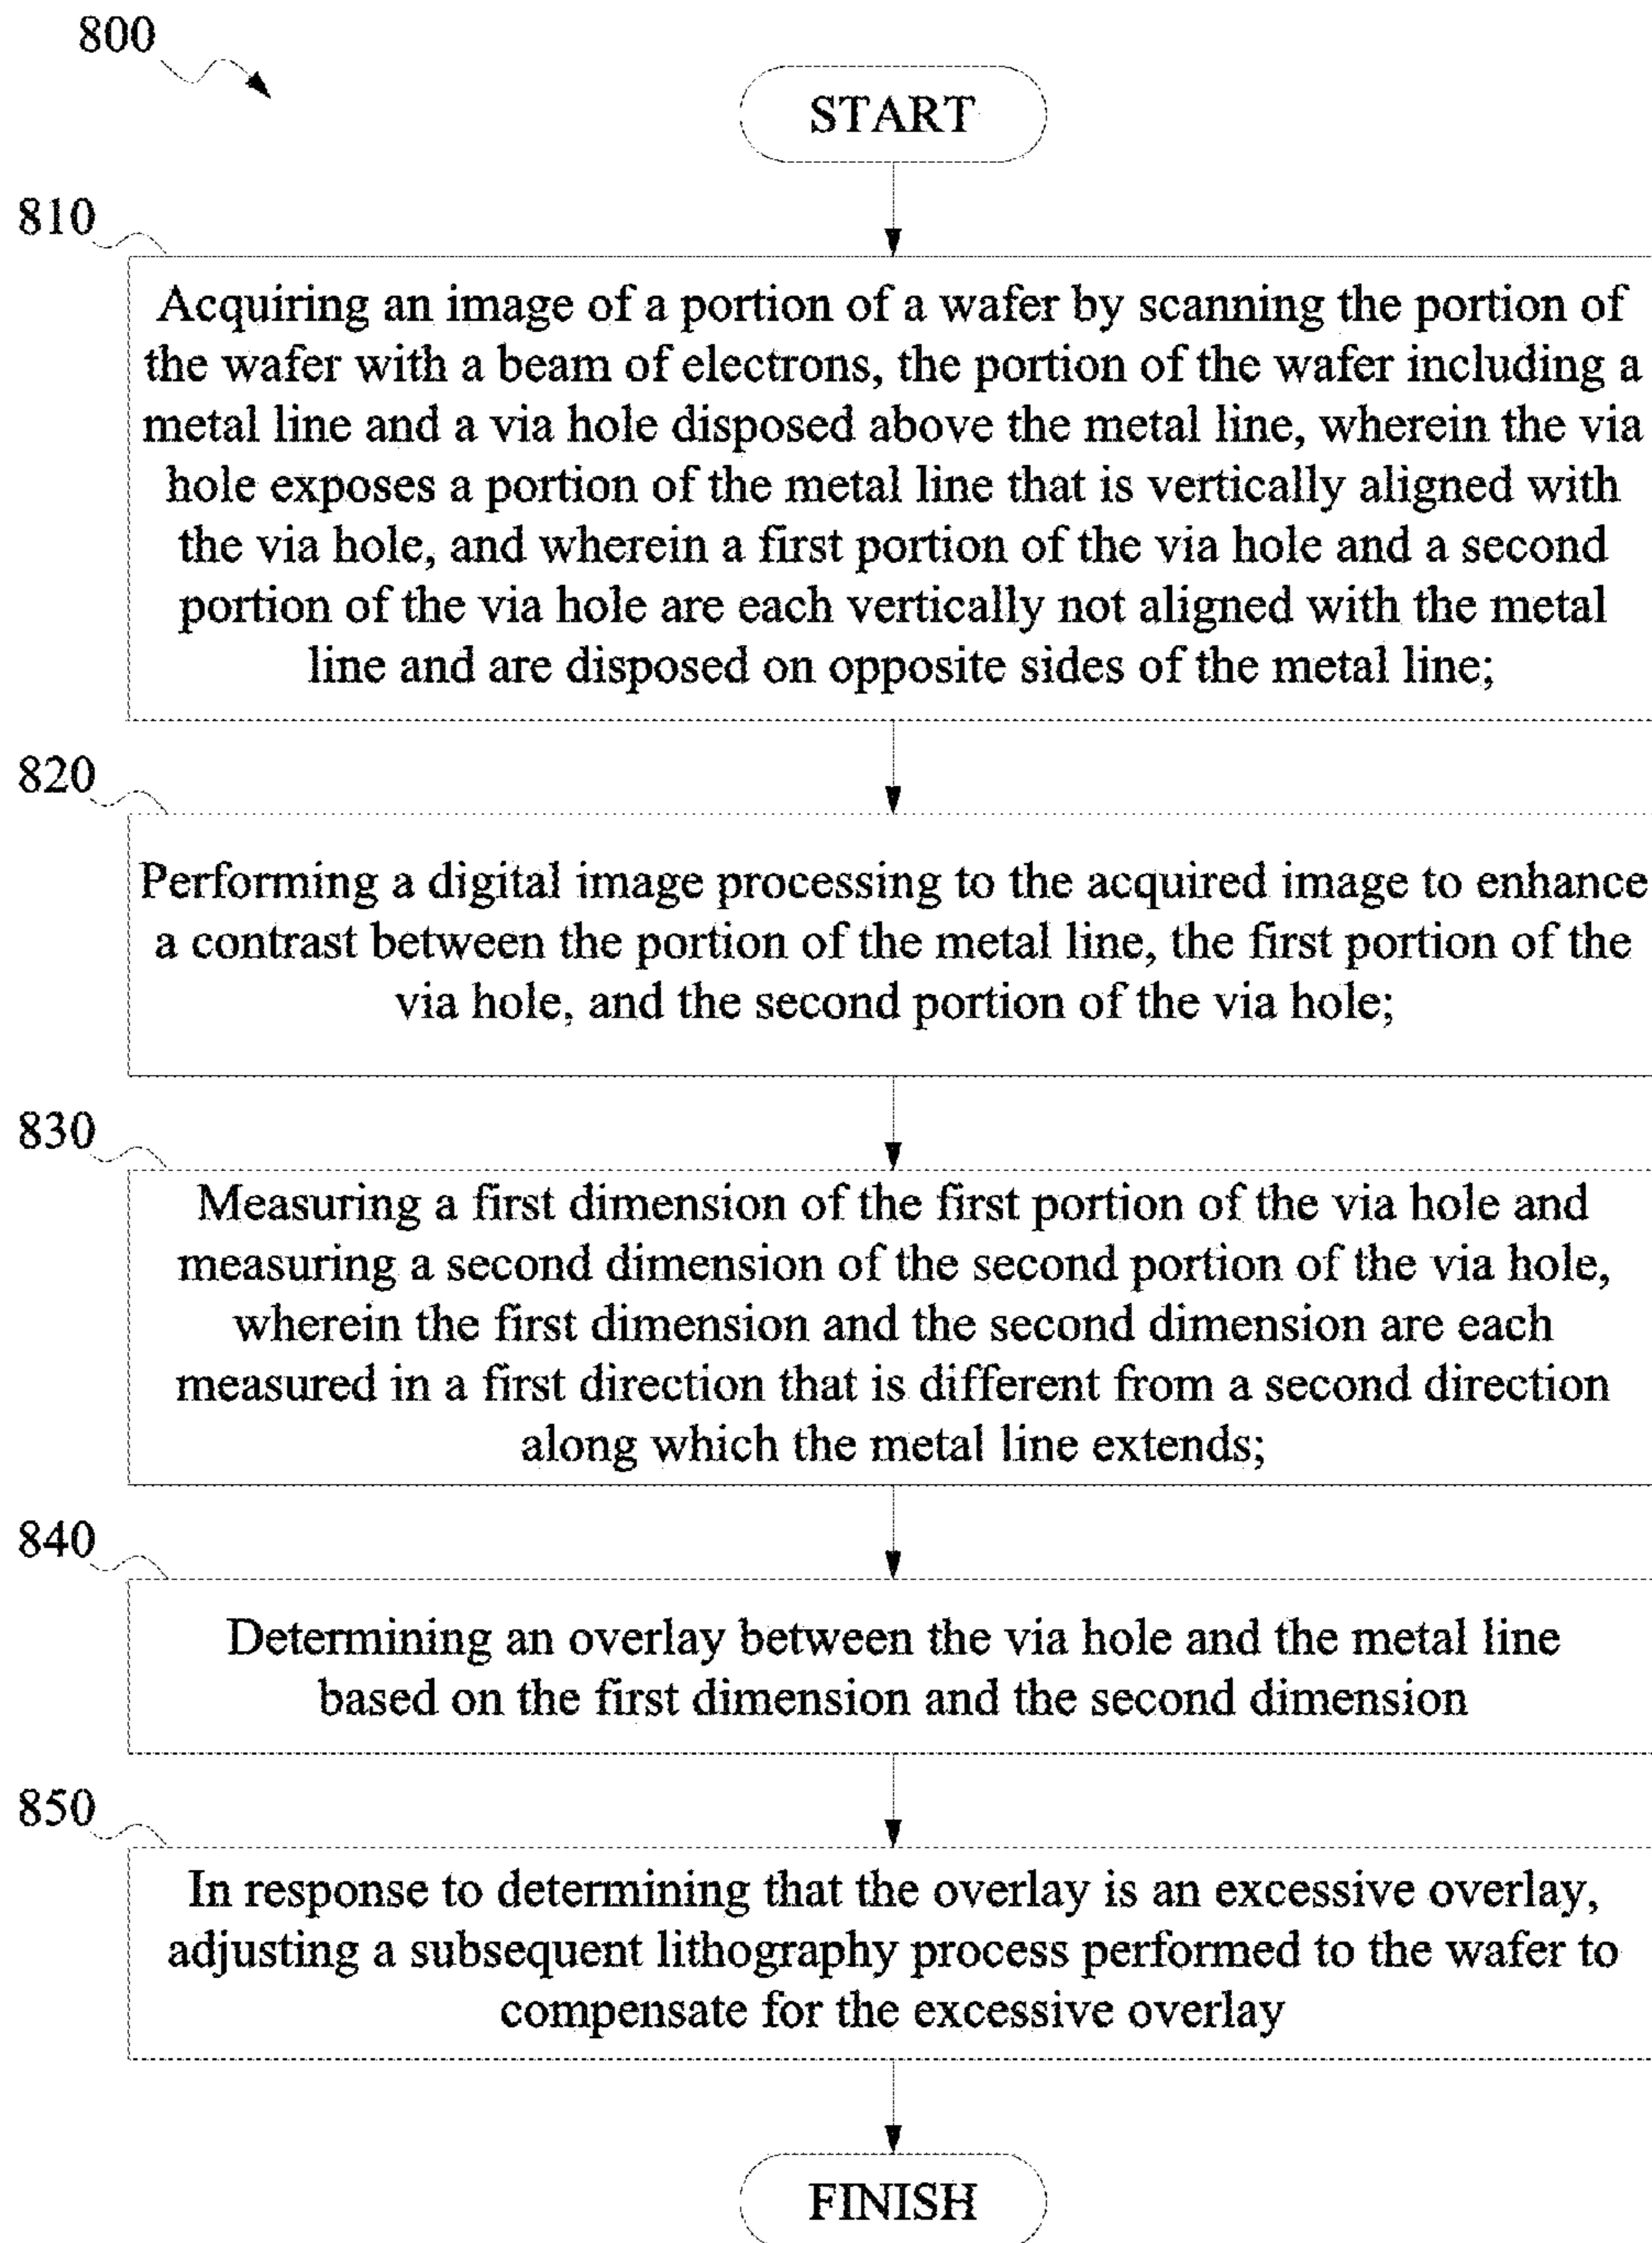 800
START
810
Acquiring an image of a portion of a wafer by scanning the portion of
the wafer with a beam of electrons, the portion of the wafer including a
metal line and a via hole disposed above the metal line, wherein the via
hole exposes a portion of the metal line that is vertically aligned with
the via hole, and wherein a first portion of the via hole and a second
portion of the via hole are each vertically not aligned with the metal
line and are disposed on opposite sides of the metal line;
820
Performing a digital image processing to the acquired image to enhance
a contrast between the portion of the metal line, the first portion of the
via hole, and the second portion of the via hole;
830
Measuring a first dimension of the first portion of the via hole and
measuring a second dimension of the second portion of the via hole,
wherein the first dimension and the second dimension are each
measured in a first direction that is different from a second direction
along which the metal line extends;
840
Determining an overlay between the via hole and the metal line
based on the first dimension and the second dimension
850
In response to determining that the overlay is an excessive overlay,
adjusting a subsequent lithography process performed to the wafer to
compensate for the excessive overlay
FINISH